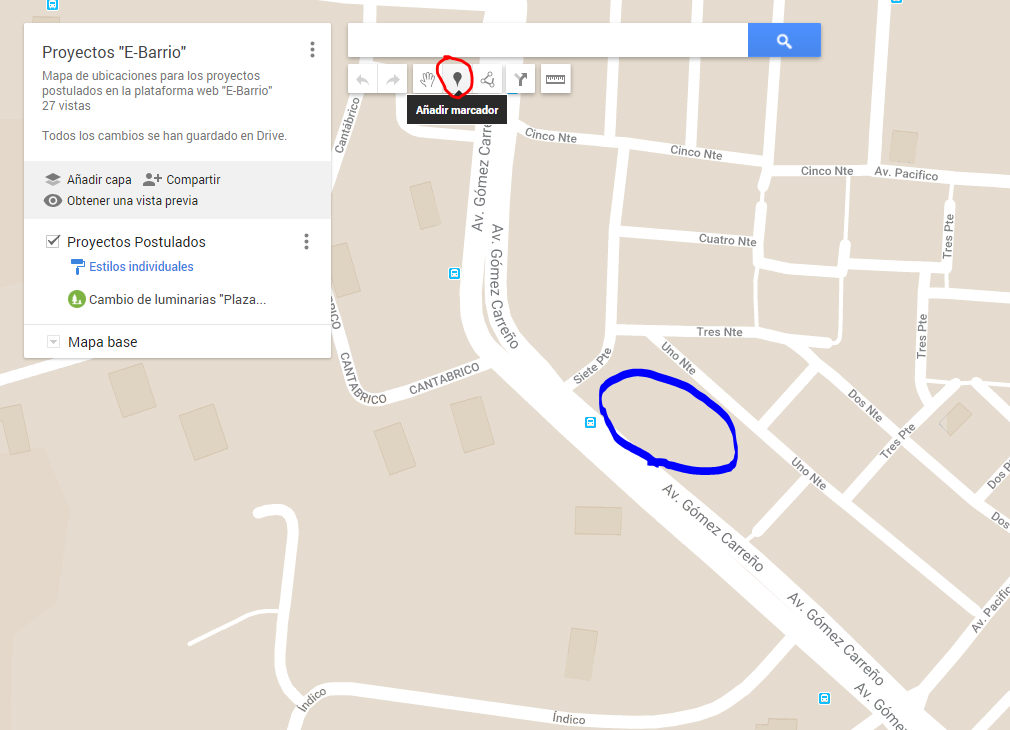 Proyectos "E-Barrio"
Mapa de ubicaciones para los proyectos
postulados en la plataforma web "E-Barrio"
27 vistas
Todos los cambios se han guardado en Drive.
Añadir capa
Compartir
Obtener una vista previa
Proyectos Postulados
Estilos individuales
Cambio de luminarias "Plaza...
Mapa base
Añadir marcador
Cantábrico
Av. Gómez Carre
Cinco Nte
Cinco Nte
Cinco Nte
Av. Pacifico
Av. Gómez Carreño
Cuatro Nte
Tres Pte
BRICO
CANTABRICO
CANTABRICO
Siete Pte
Uno Nte
Tres Nte
Tres Pte
Dos Nte
Tres Pte
Uno Nte
Dos P
Dos
Av. Gómez Carreño
Av. Gómez Carreño
Av. Pacífic
Av. Gómez
Índico
Índico